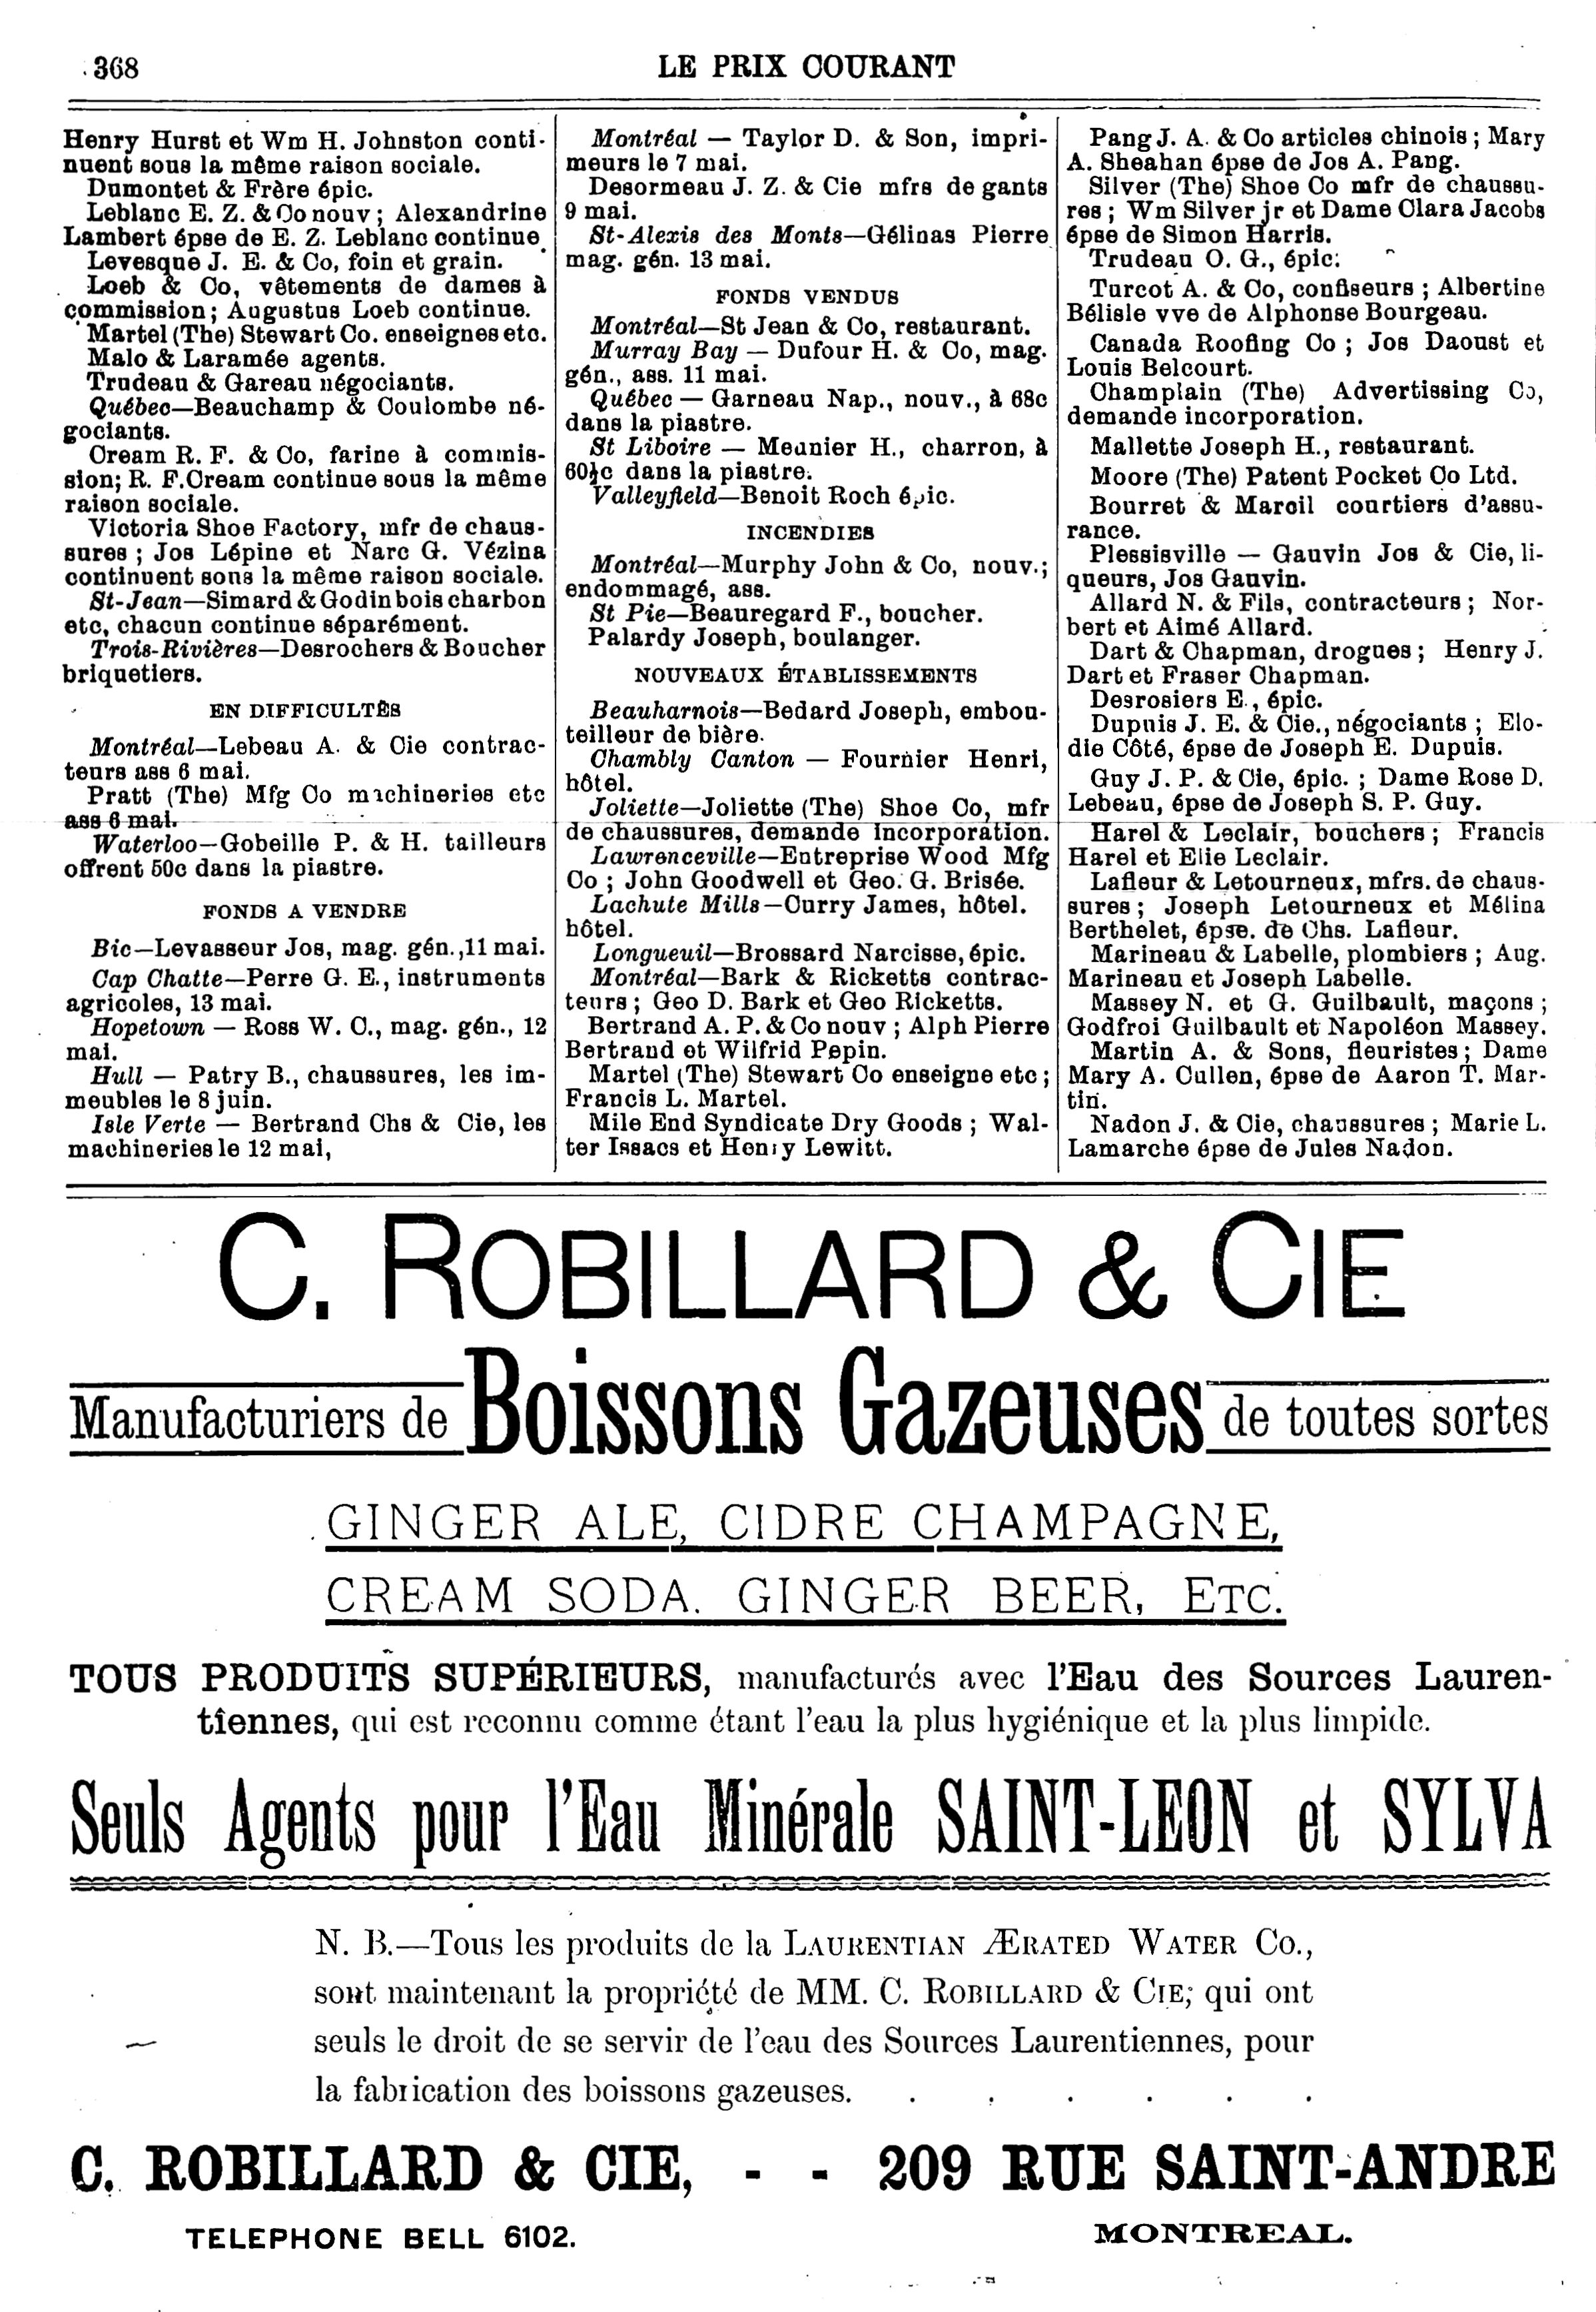 368
LE PRIX COURANT
Henry Hurst et Wm H. Johnston conti-
nuent sous la même raison sociale.
Dumontet & Frère épic.
Leblanc E. Z. & Co nouv ; Alexandrine
Lambert épse de E. Z. Leblanc continue
Levesque J. E. & Co, foin et grain.
Loeb & Co, vêtements de dames à
commission; Augustus Loeb continue.
Martel (The) Stewart Co. enseignes etc.
Malo & Laramée agents.
Trudeau & Gareau négociants.
Québec—Beauchamp & Coulombe né-
gociants.
Cream R. F. & Co, farine à commis-
sion; R. F. Cream continue sous la même
raison sociale.
Victoria Shoe Factory, mfr de chaus-
sures ; Jos Lépine et Narc G. Vézina
continuent sous la même raison sociale.
St-Jean—Simard & Godin bois charbon
etc, chacun continue séparément.
Trois-Rivières—Desrochers & Boucher
briquetiers.
EN DIFFICULTÊS
Montréal—Lebeau A. & Cie contrac-
teurs ass 6 mai.
Pratt (The) Mfg Co machineries etc
ass 6 mai.
Waterloo—Gobeille P. & H. tailleurs
offrent 50c dans la piastre.
FONDS A VENDRE
Bic—Levasseur Jos, mag. gén., 11 mai.
Cap Chatte—Perre G. E., instruments
agricoles, 13 mai.
Hopetown — Ross W. C., mag. gén., 12
mai.
Hull — Patry B., chaussures, les im-
meubles le 8 juin.
Isle Verte — Bertrand Chs & Cie, les
machineries le 12 mai,
Montréal — Taylor D. & Son, impri-
meurs le 7 mai.
Desormeau J. Z. & Cie mfrs de gants
9 mai.
St-Alexis des Monts—Gélinas Pierre
mag. gén. 13 mai.
FONDS VENDUS
Montréal—St Jean & Co, restaurant.
Murray Bay — Dufour H. & Co, mag.
gén., ass. 11 mai.
Québec — Garneau Nap., nouv., à 68c
dans la piastre.
St Liboire — Meunier H., charron, à
60½c dans la piastre.
Valleyfield—Benoit Roch épic.
INCENDIES
Montréal—Murphy John & Co, nouv.;
endommagé, ass.
St Pie—Beauregard F., boucher.
Palardy Joseph, boulanger.
NOUVEAUX ÉTABLISSEMENTS
Beauharnois—Bedard Joseph, embou-
teilleur de bière.
Chambly Canton — Fournier Henri,
hôtel.
Joliette—Joliette (The) Shoe Co, mfr
de chaussures, demande incorporation.
Lawrenceville—Entreprise Wood Mfg
Co ; John Goodwell et Geo. G. Brisée.
Lachute Mills—Curry James, hôtel.
hôtel.
Longueuil—Brossard Narcisse, épic.
Montréal—Bark & Ricketts contrac-
teurs ; Geo D. Bark et Geo Ricketts.
Bertrand A. P. & Co nouv ; Alph Pierre
Bertrand et Wilfrid Pepin.
Martel (The) Stewart Co enseigne etc ;
Francis L. Martel.
Mile End Syndicate Dry Goods ; Wal-
ter Issacs et Henry Lewitt.
Pang J. A. & Co articles chinois ; Mary
A. Sheahan épse de Jos A. Pang.
Silver (The) Shoe Co mfr de chaussu-
res ; Wm Silver jr et Dame Clara Jacobs
épse de Simon Harris.
Trudeau O. G., épic.
Turcot A. & Co, confiseurs ; Albertine
Bélisle vve de Alphonse Bourgeau.
Canada Roofing Co ; Jos Daoust et
Louis Belcourt.
Champlain (The) Advertissing Co,
demande incorporation.
Mallette Joseph H., restaurant.
Moore (The) Patent Pocket Co Ltd.
Bourret & Marcil courtiers d'assu-
rance.
Plessisville — Gauvin Jos & Cie, li-
queurs, Jos Gauvin.
Allard N. & Fils, contracteurs ; Nor-
bert et Aimé Allard.
Dart & Chapman, drogues ; Henry J.
Dart et Fraser Chapman.
Desrosiers E., épic.
Dupuis J. E. & Cie., négociants ; Elo-
die Côté, épse de Joseph E. Dupuis.
Guy J. P. & Cie, épic. ; Dame Rose D.
Lebeau, épse de Joseph S. P. Guy.
Harel & Leclair, bouchers ; Francis
Harel et Elie Leclair.
Lafleur & Letourneux, mfrs. de chaus-
sures ; Joseph Letourneux et Mélina
Berthelet, épse. de Chs. Lafleur.
Marineau & Labelle, plombiers ; Aug.
Marineau et Joseph Labelle.
Massey N. et G. Guilbault, maçons ;
Godfroi Guilbault et Napoléon Massey.
Martin A. & Sons, fleuristes ; Dame
Mary A. Cullen, épse de Aaron T. Mar-
tin.
Nadon J. & Cie, chaussures ; Marie L.
Lamarche épse de Jules Nadon.
C. ROBILLARD & CIE
Manufacturiers de Boissons Gazeuses de toutes sortes
GINGER ALE, CIDRE CHAMPAGNE,
CREAM SODA. GINGER BEER, ETC.
TOUS PRODUITS SUPÉRIEURS, manufacturés avec l'Eau des Sources Lauren-
tiennes, qui est reconnu comme étant l'eau la plus hygiénique et la plus limpide.
Seuls Agents pour l'Eau Minérale SAINT-LEON et SYLVA
N. B.—Tous les produits de la LAURENTIAN ÆRATED WATER Co.,
sont maintenant la propriété de MM. C. ROBILLARD & CIE; qui ont
seuls le droit de se servir de l'eau des Sources Laurentiennes, pour
la fabrication des boissons gazeuses. . . . . . .
C. ROBILLARD & CIE, - - 209 RUE SAINT-ANDRE
TELEPHONE BELL 6102. MONTREAL.